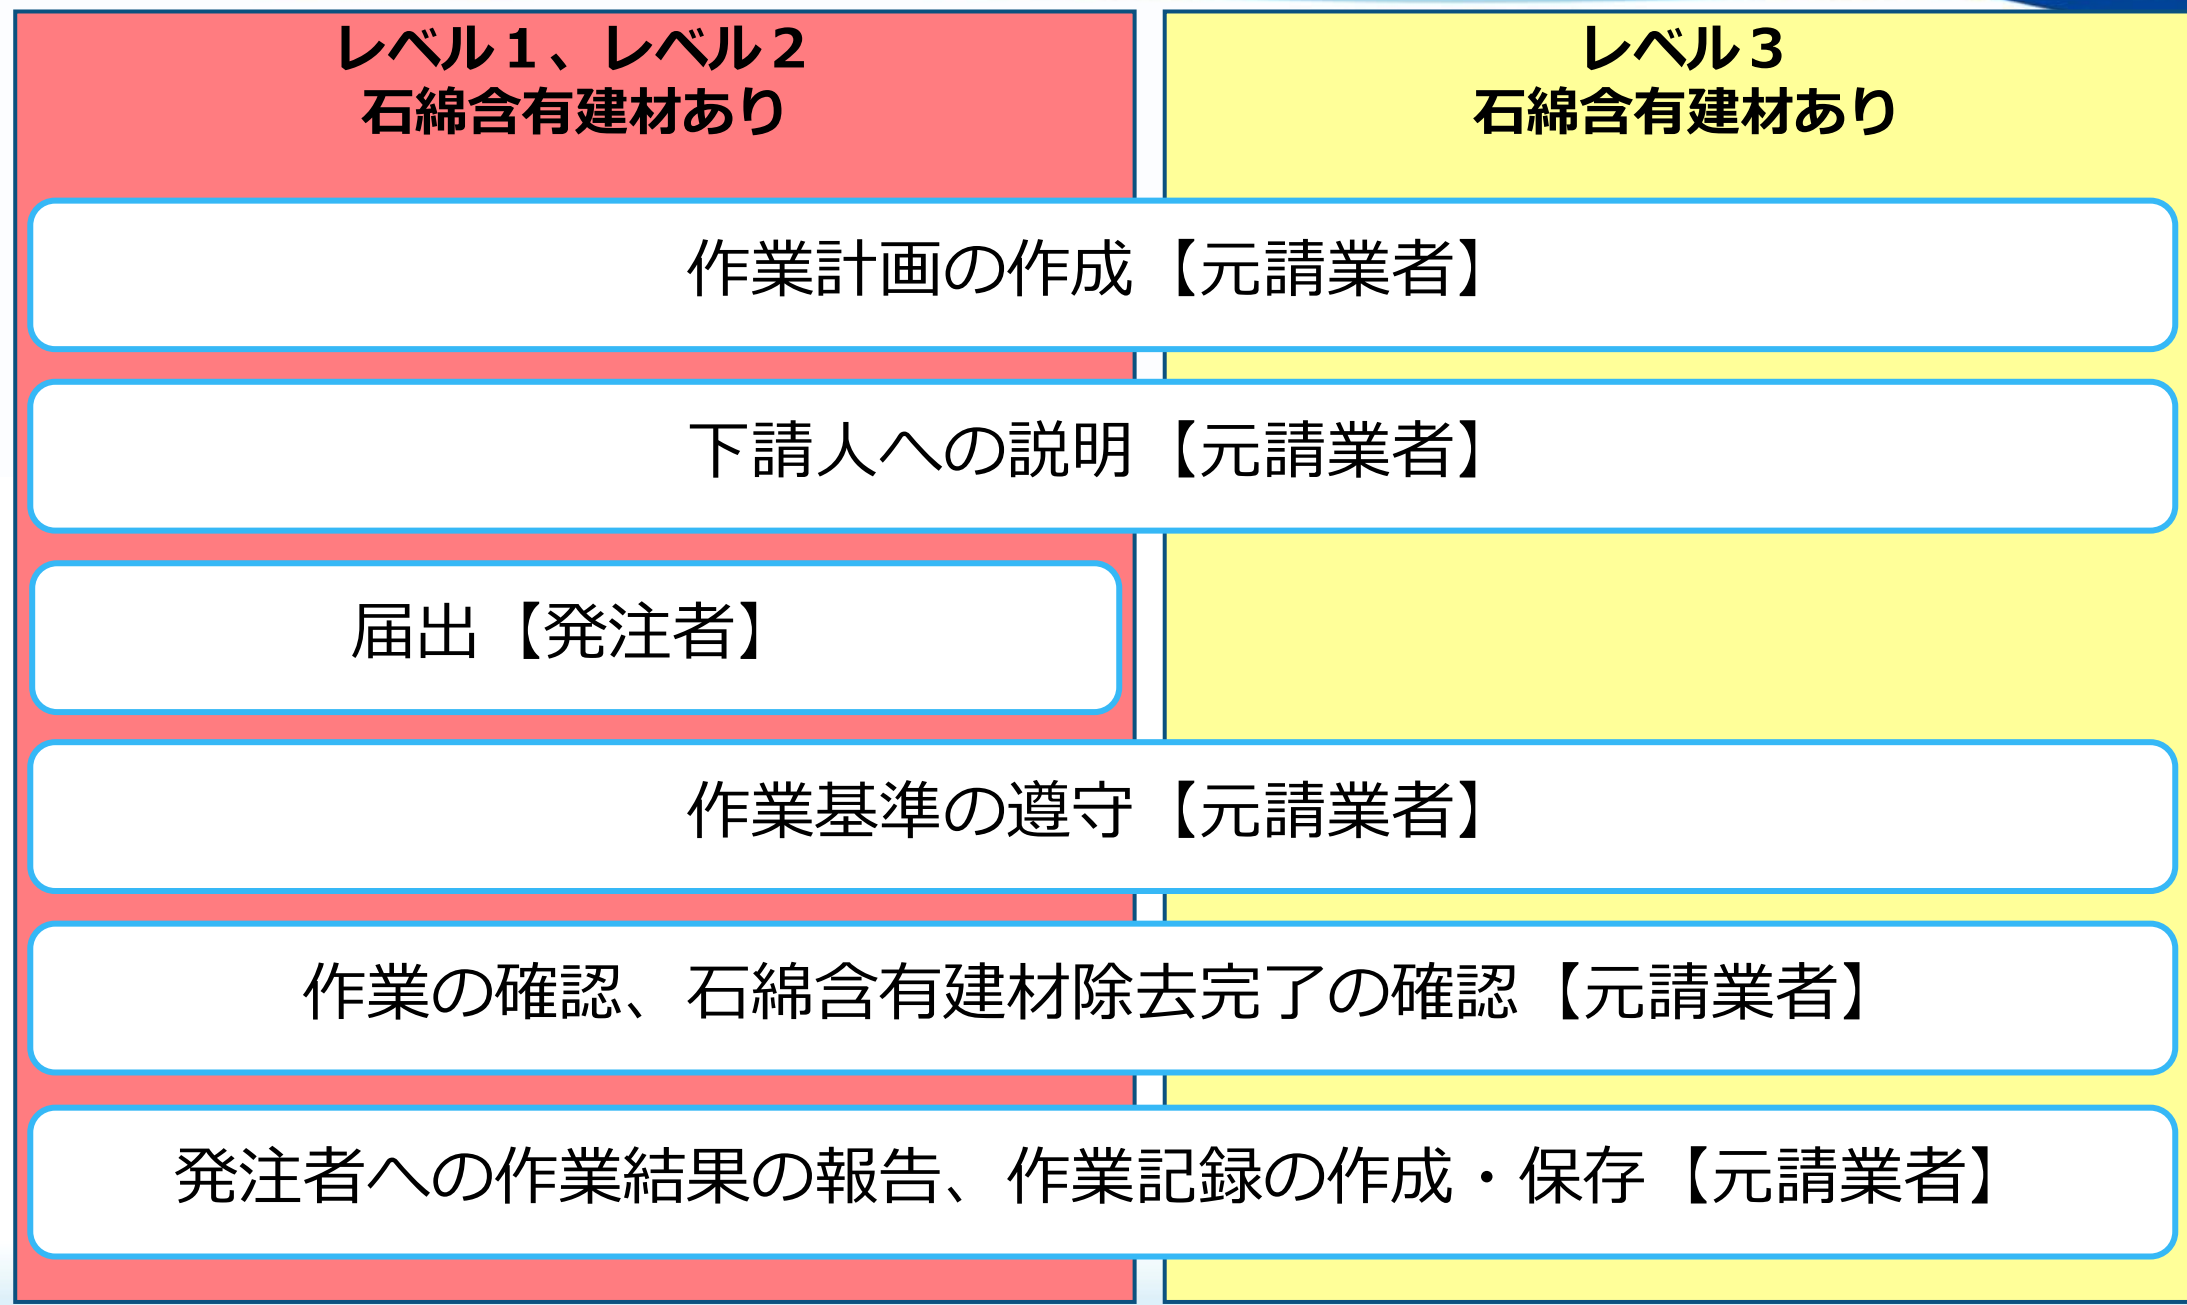 レベル１、レベル２
石綿含有建材あり
レベル３
石綿含有建材あり
作業計画の作成【元請業者】
下請人への説明【元請業者】
届出【発注者】
作業基準の遵守【元請業者】
作業の確認、石綿含有建材除去完了の確認【元請業者】
発注者への作業結果の報告、作業記録の作成・保存【元請業者】